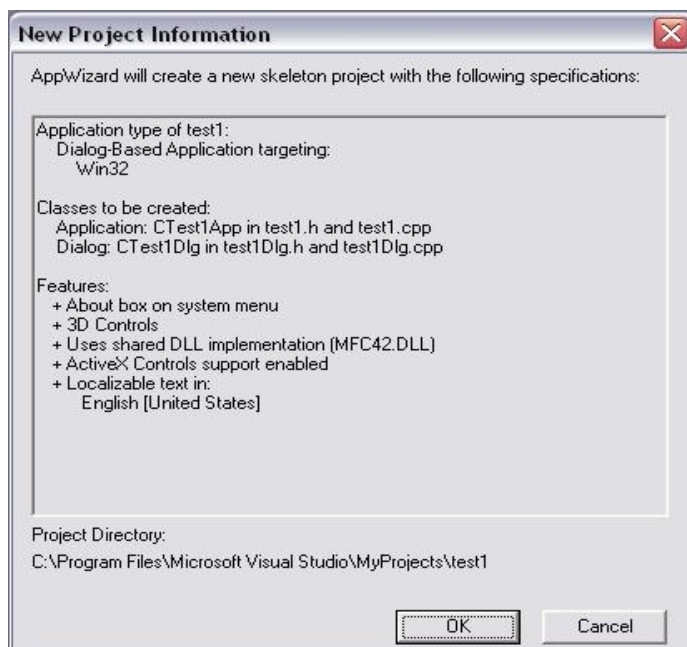 New Project Information
AppWizard will create a new skeleton project with the following specifications:
Application type of test1:
Dialog-Based Application targeting:
Win32
Classes to be created:
Application: CTest1App in test1.h and test1.cpp
Dialog: CTest1Dlg in test1Dlg.h and test1Dlg.cpp
Features:
+ About box on system menu
+ 3D Controls
+ Uses shared DLL implementation (MFC42.DLL)
+ ActiveX Controls support enabled
+ Localizable text in:
English [United States]
Project Directory:
C:\Program Files\Microsoft Visual Studio\MyProjects\test1
OK
Cancel